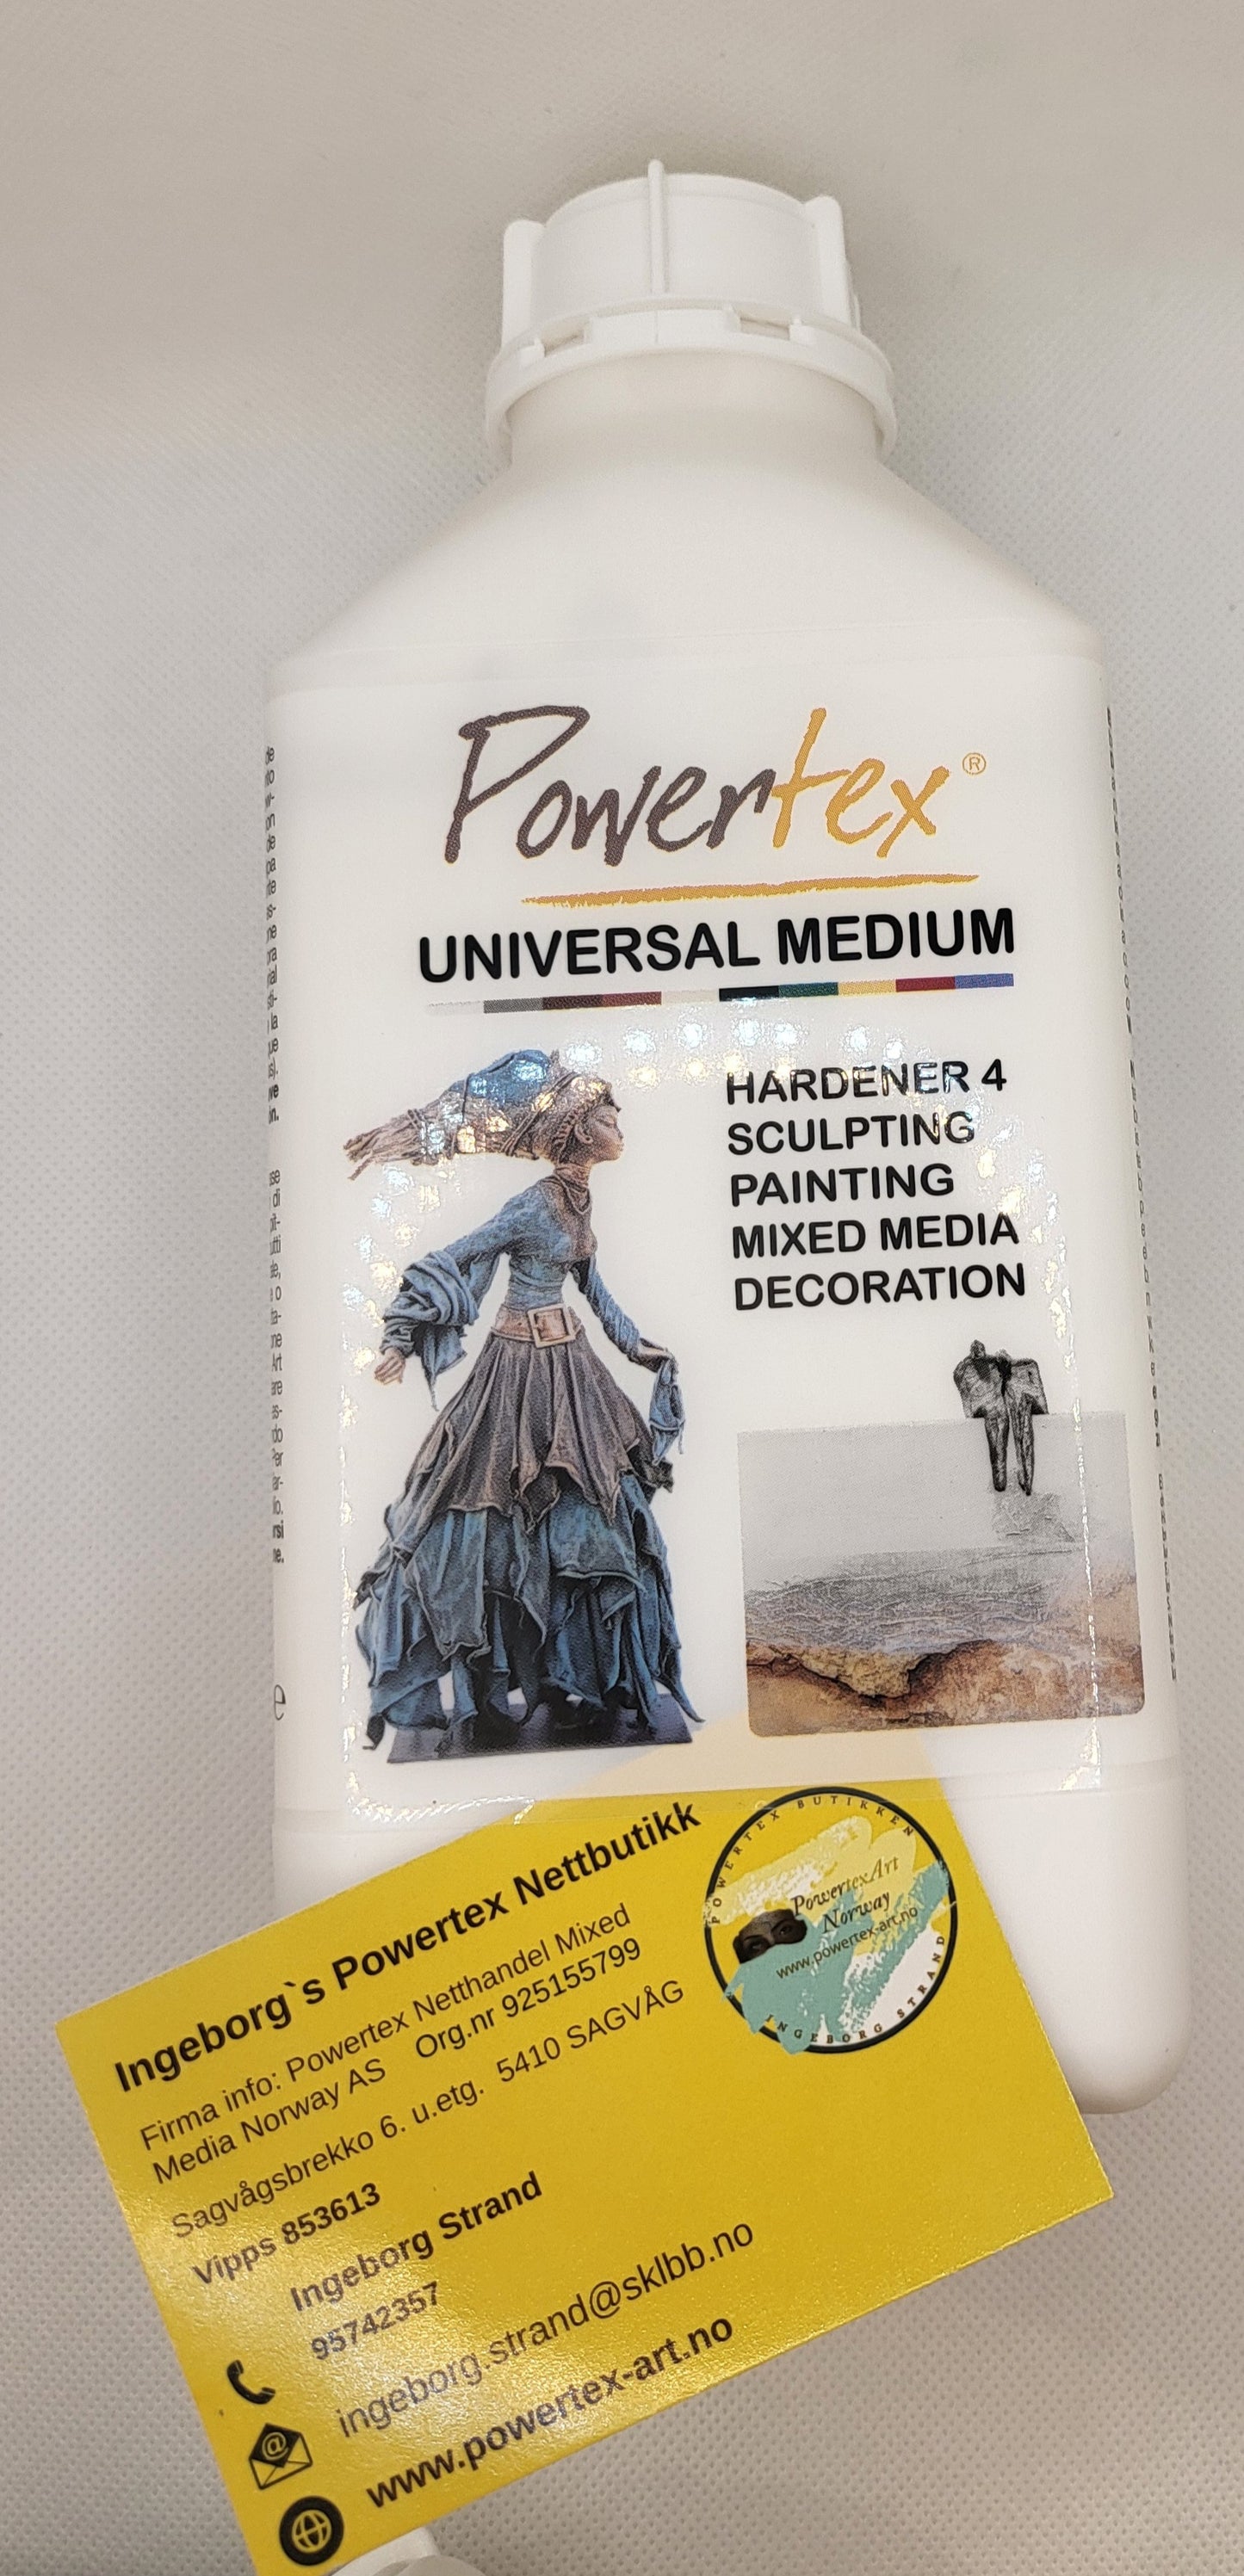 Powertex®
UNIVERSAL MEDIUM
HARDENER 4
SCULPTING
PAINTING
MIXED MEDIA
DECORATION
e
Ingeborg`s Powertex Nettbutikk
Firma info: Powertex Netthandel Mixed
Media Norway AS Org.nr 925155799
Sagvågsbrekko 6. u.etg. 5410 SAGVÅG
Vipps 853613
Ingeborg Strand
95742357
ingeborg.strand@sklbb.no
www.powertex-art.no
POWERTEX BUTIKKEN
PowertexArt
Norway
www.powertex-art.no
INGEBORG STRAND